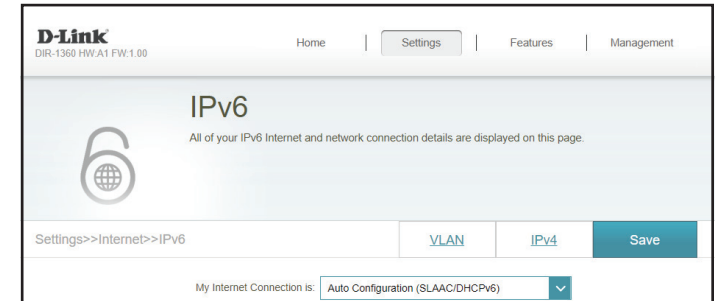 D-Link
DIR-1360 HW:A1 FW:1.00
Home | Settings | Features | Management
IPv6
All of your IPv6 Internet and network connection details are displayed on this page.
Settings>>Internet>>IPv6
VLAN
IPv4
Save
My Internet Connection is: Auto Configuration (SLAAC/DHCPv6)